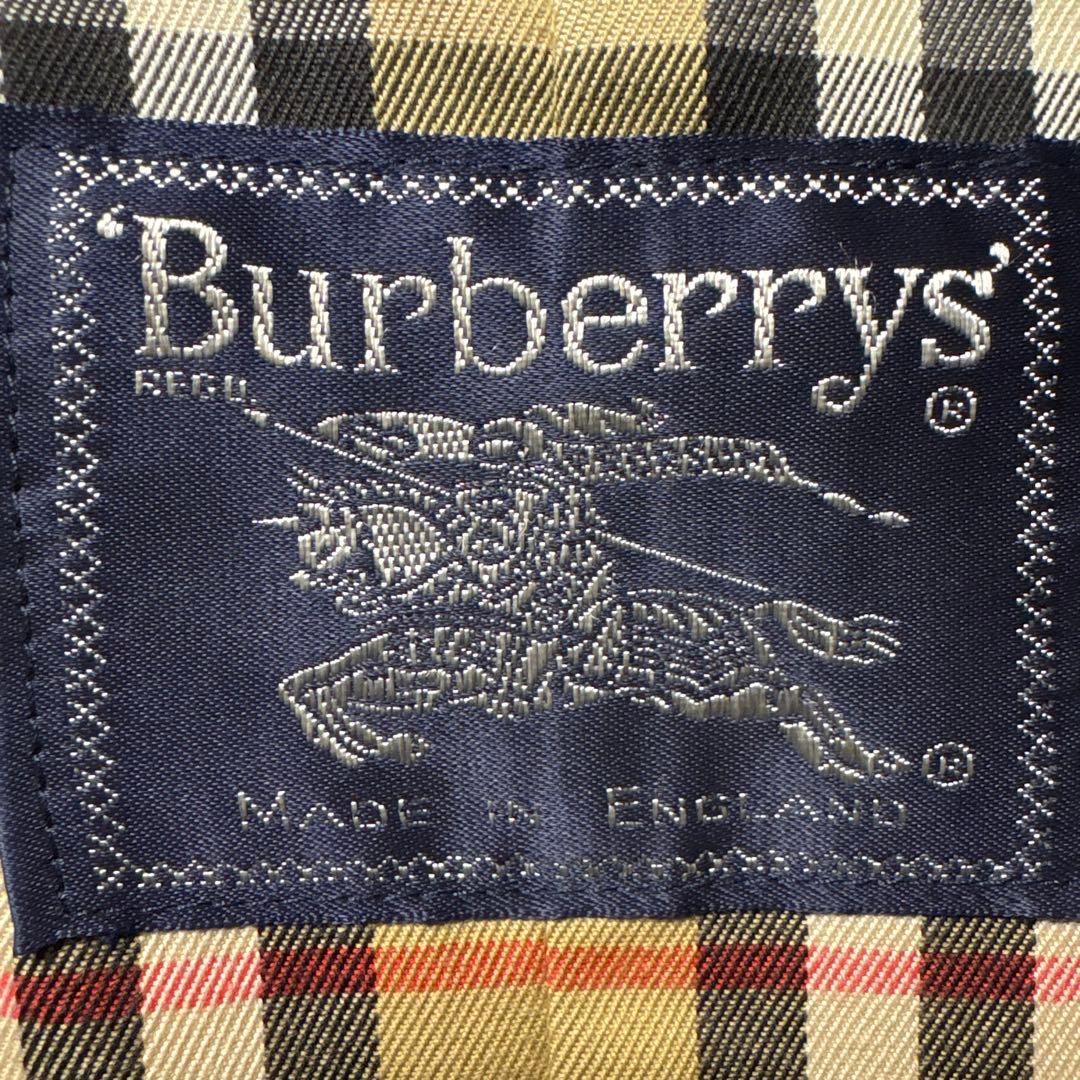 ‘Burberrys’
REGD.
®
®
MADE IN ENGLAND